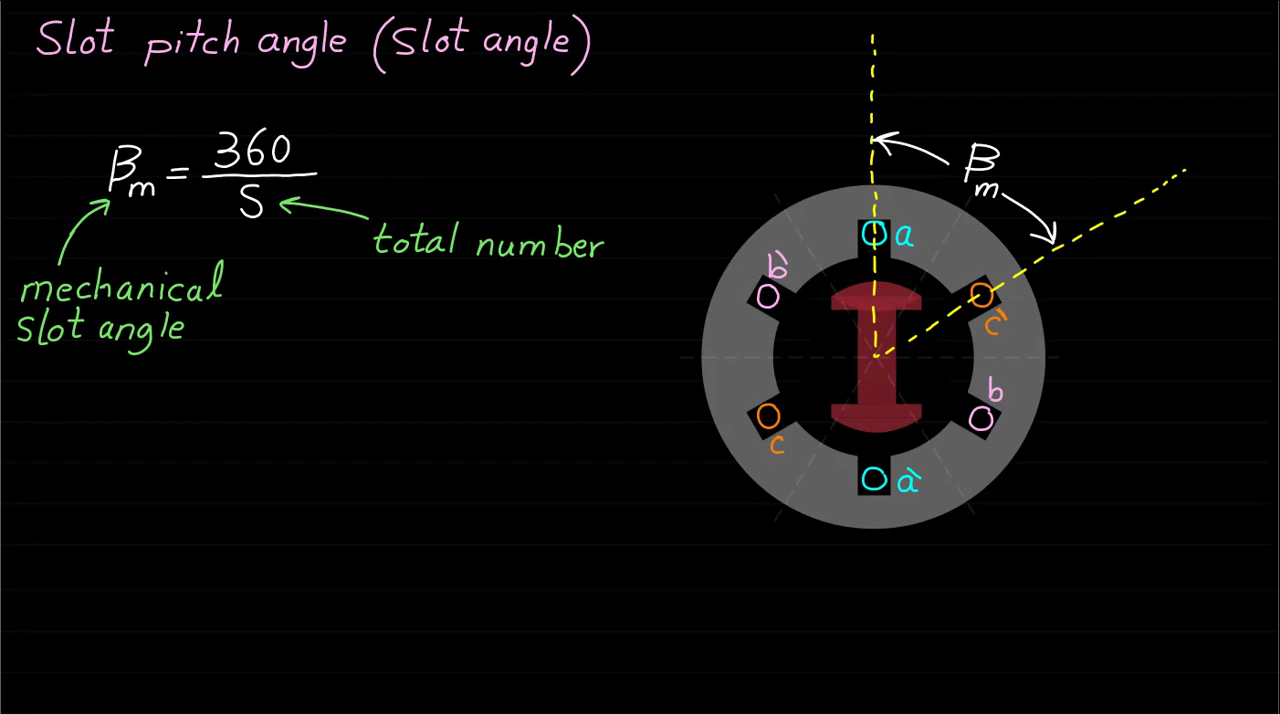 Slot pitch angle (Slot angle)
βm = 360
S
total number
mechanical
slot angle
βm
a
b`
c`
b
c
a`